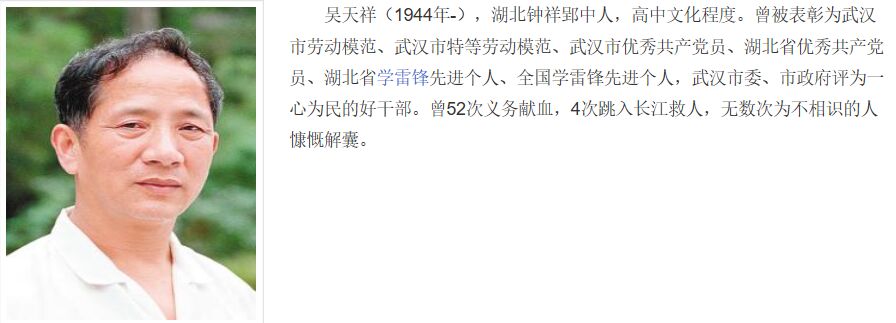 吴天祥（1944年-），湖北钟祥郢中人，高中文化程度。曾被表彰为武汉
市劳动模范、武汉市特等劳动模范、武汉市优秀共产党员、湖北省优秀共产党
员、湖北省学雷锋先进个人、全国学雷锋先进个人，武汉市委、市政府评为一
心为民的好干部。曾52次义务献血，4次跳入长江救人，无数次为不相识的人
慷慨解囊。